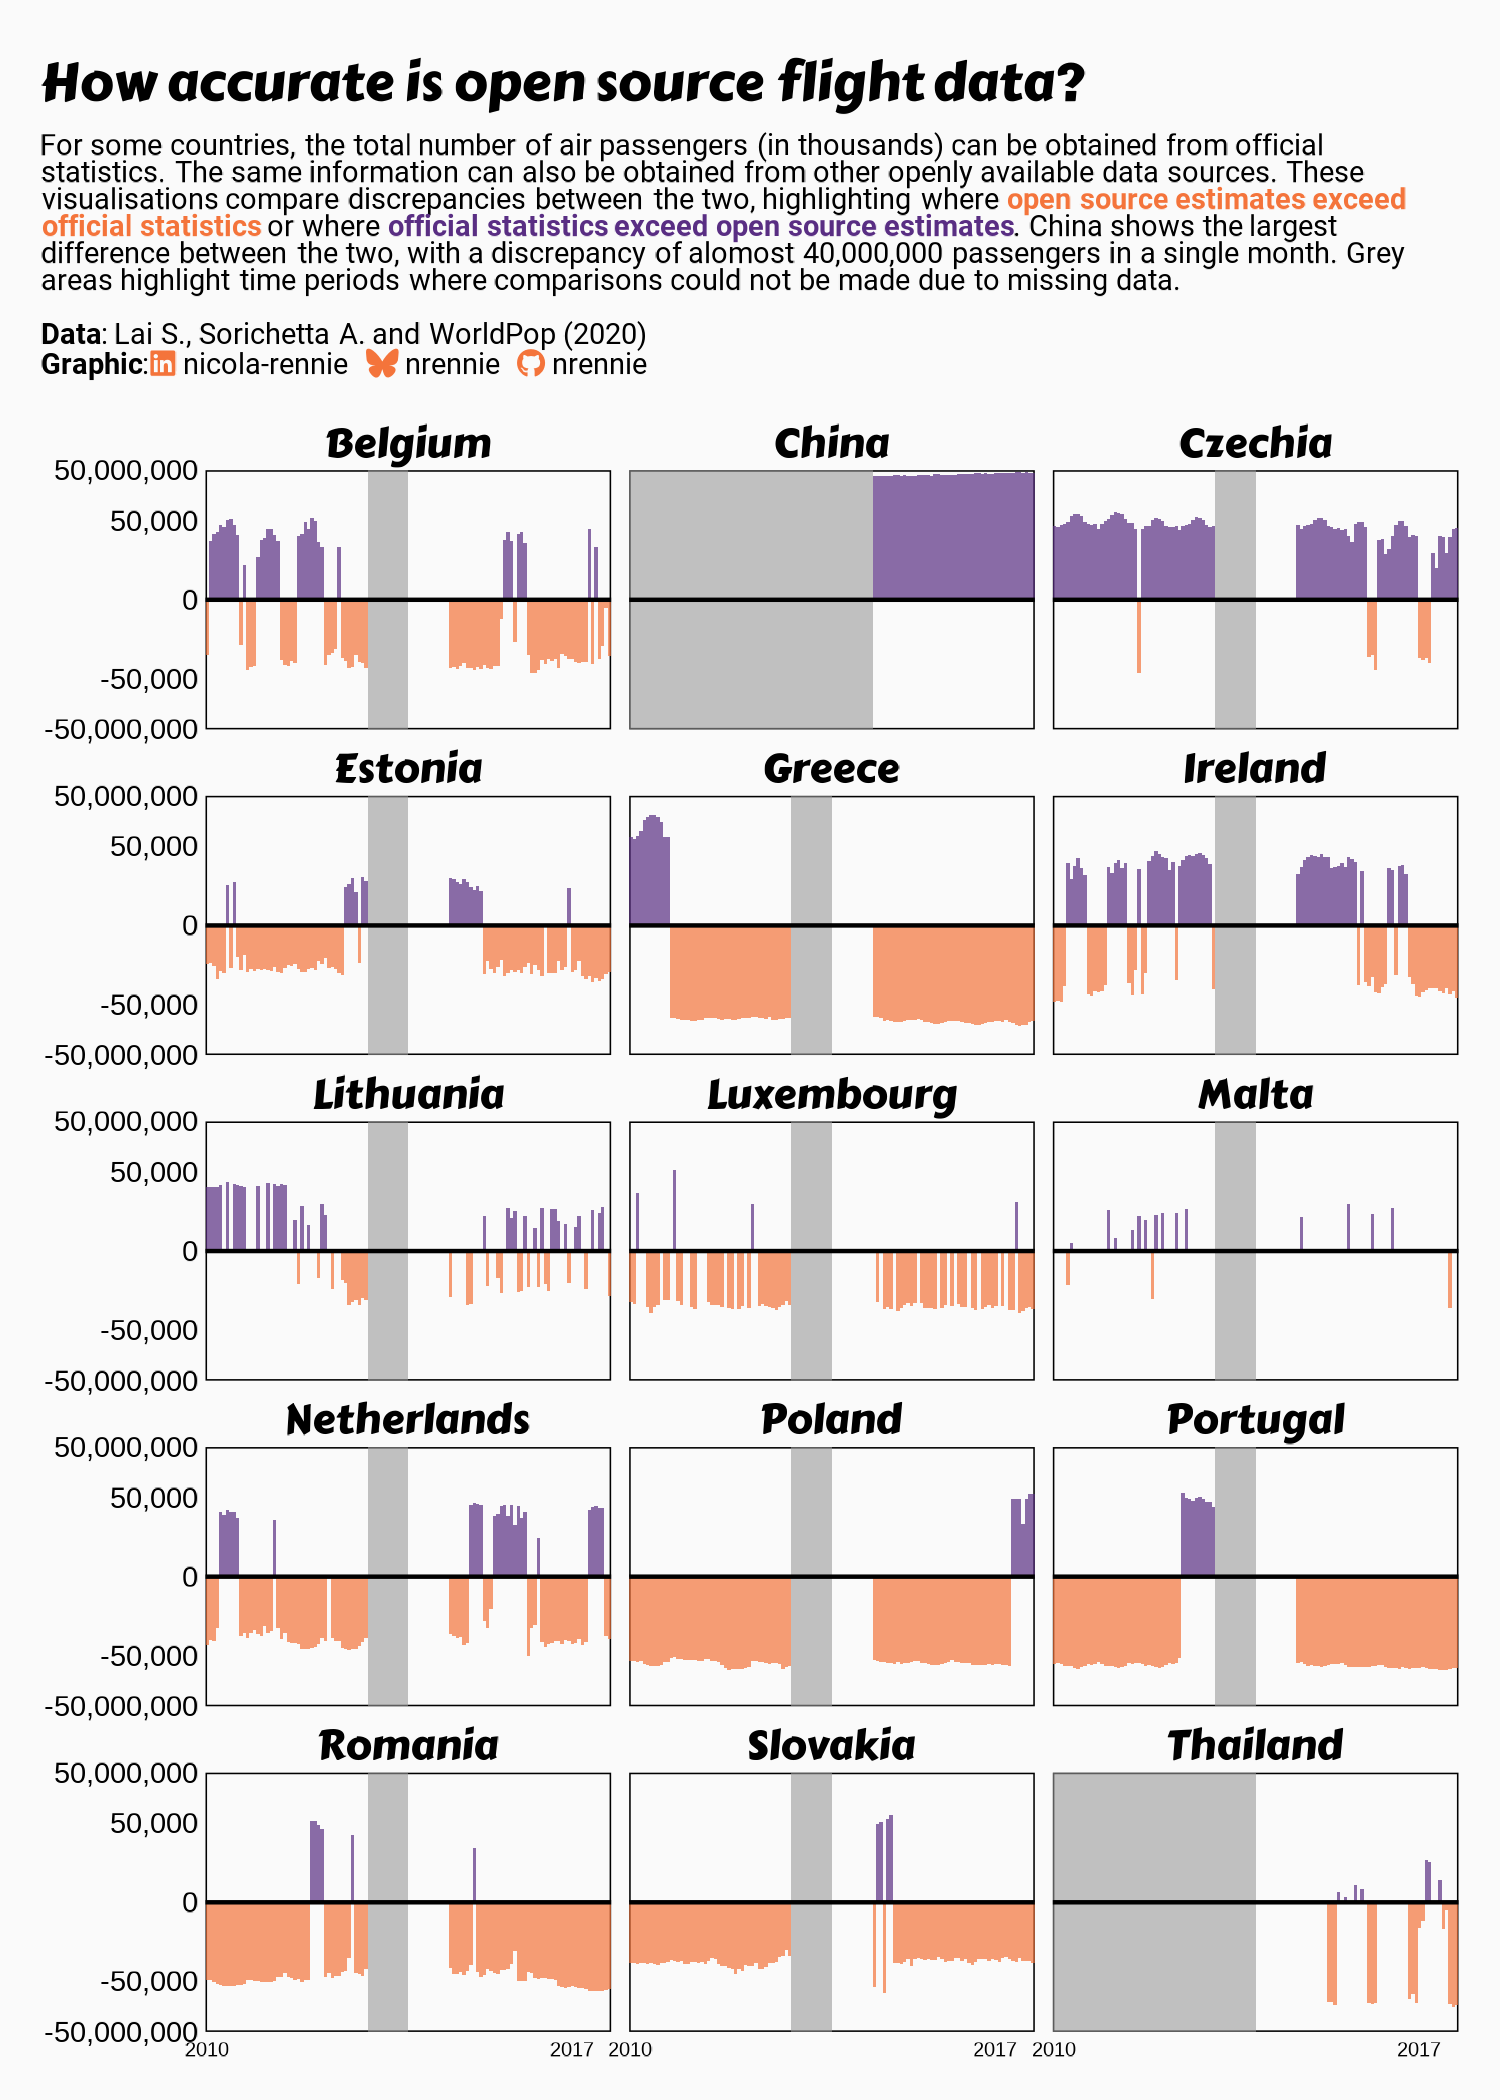 How accurate is open source flight data?
For some countries, the total number of air passengers (in thousands) can be obtained from official
statistics. The same information can also be obtained from other openly available data sources. These
visualisations compare discrepancies between the two, highlighting where open source estimates exceed
official statistics or where official statistics exceed open source estimates. China shows the largest
difference between the two, with a discrepancy of alomost 40,000,000 passengers in a single month. Grey
areas highlight time periods where comparisons could not be made due to missing data.
Data: Lai S., Sorichetta A. and WorldPop (2020)
Graphic: nicola-rennie nrennie nrennie
Belgium China Czechia
50,000,000
50,000
0
-50,000
-50,000,000
Estonia Greece Ireland
50,000,000
50,000
0
-50,000
-50,000,000
Lithuania Luxembourg Malta
50,000,000
50,000
0
-50,000
-50,000,000
Netherlands Poland Portugal
50,000,000
50,000
0
-50,000
-50,000,000
Romania Slovakia Thailand
50,000,000
50,000
0
-50,000
-50,000,000
2010 2017 2010 2017 2010 2017